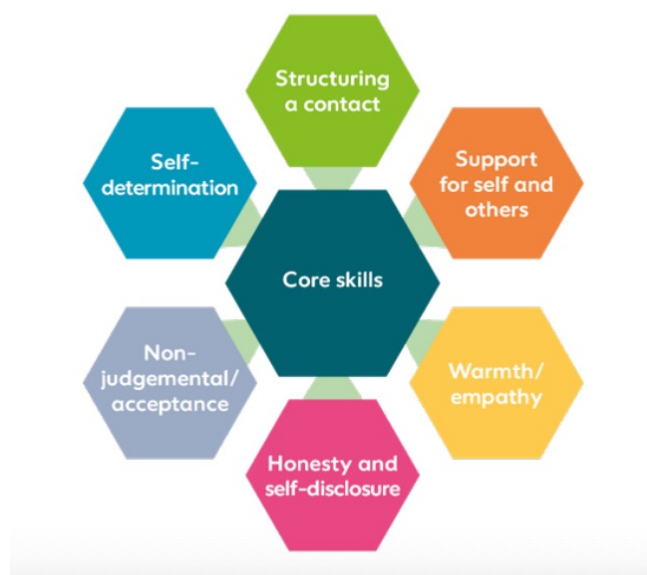 Structuring
a contact
Support
for self and
others
Warmth/
empathy
Honesty and
self-disclosure
Non-
judgemental/
acceptance
Self-
determination
Core skills